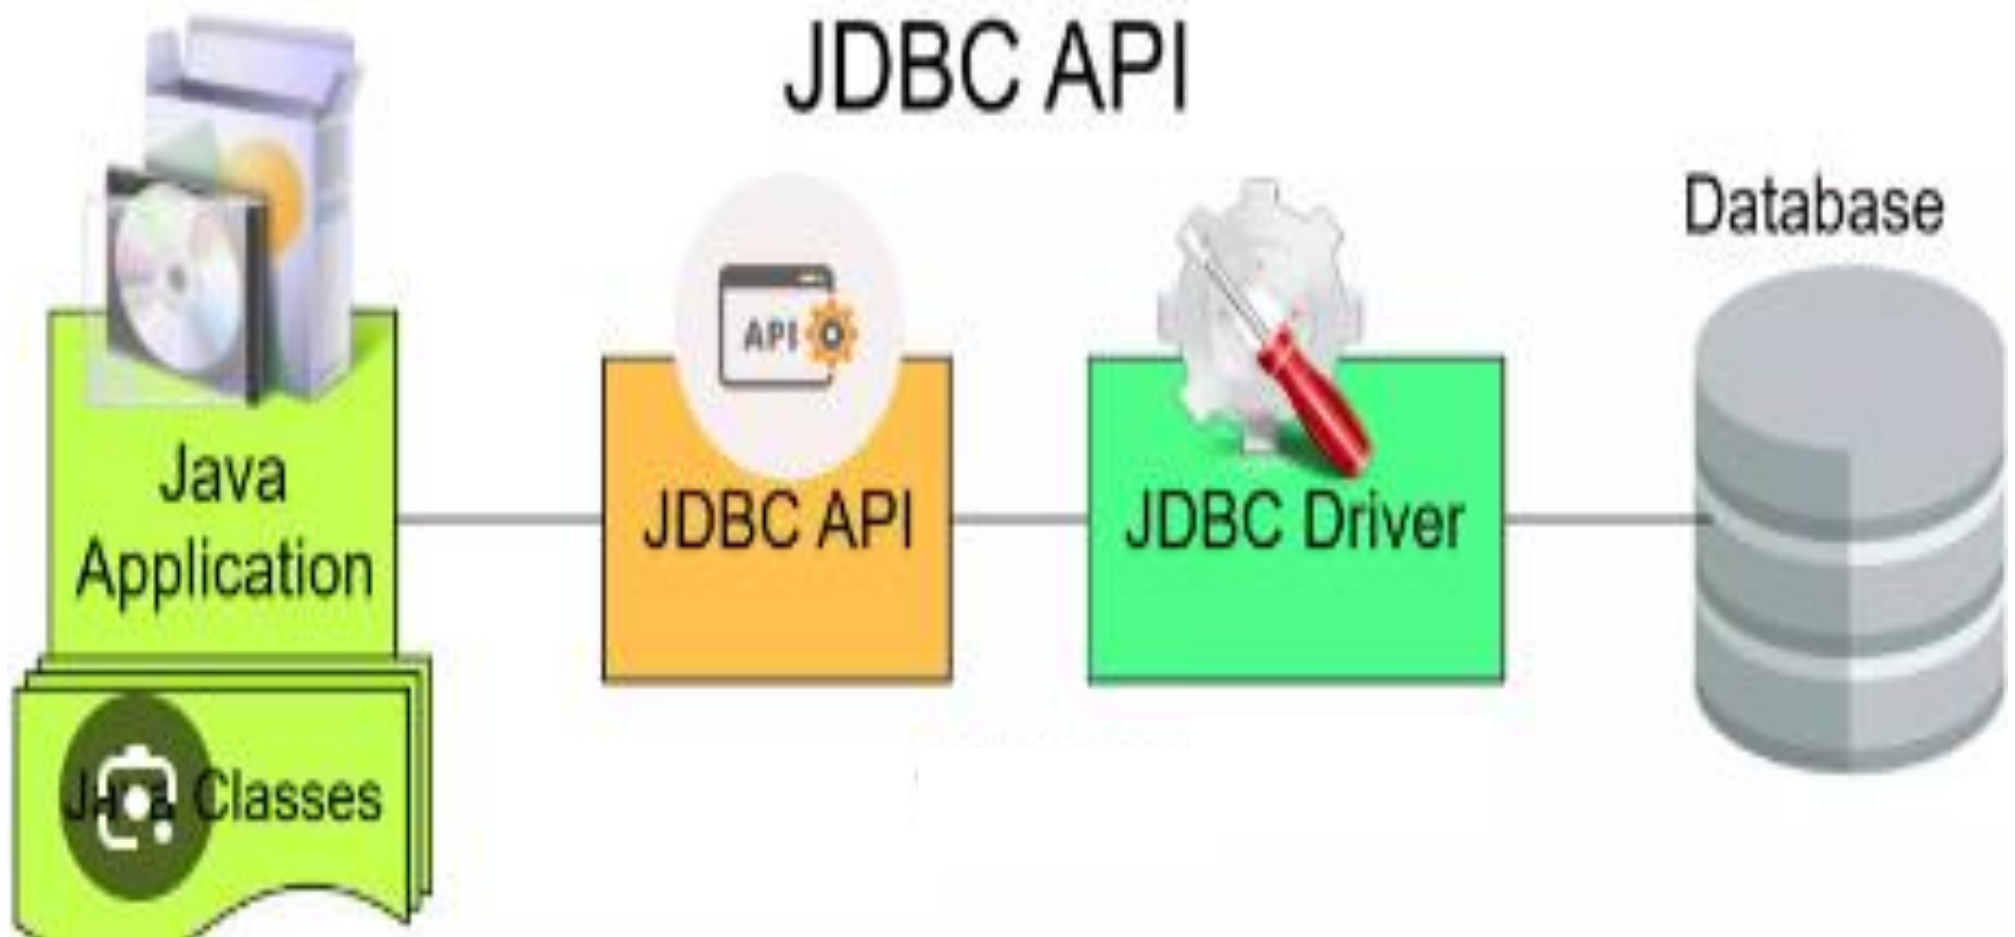 JDBC API
Database
API
Java
Application
JDBC API
JDBC Driver
Classes